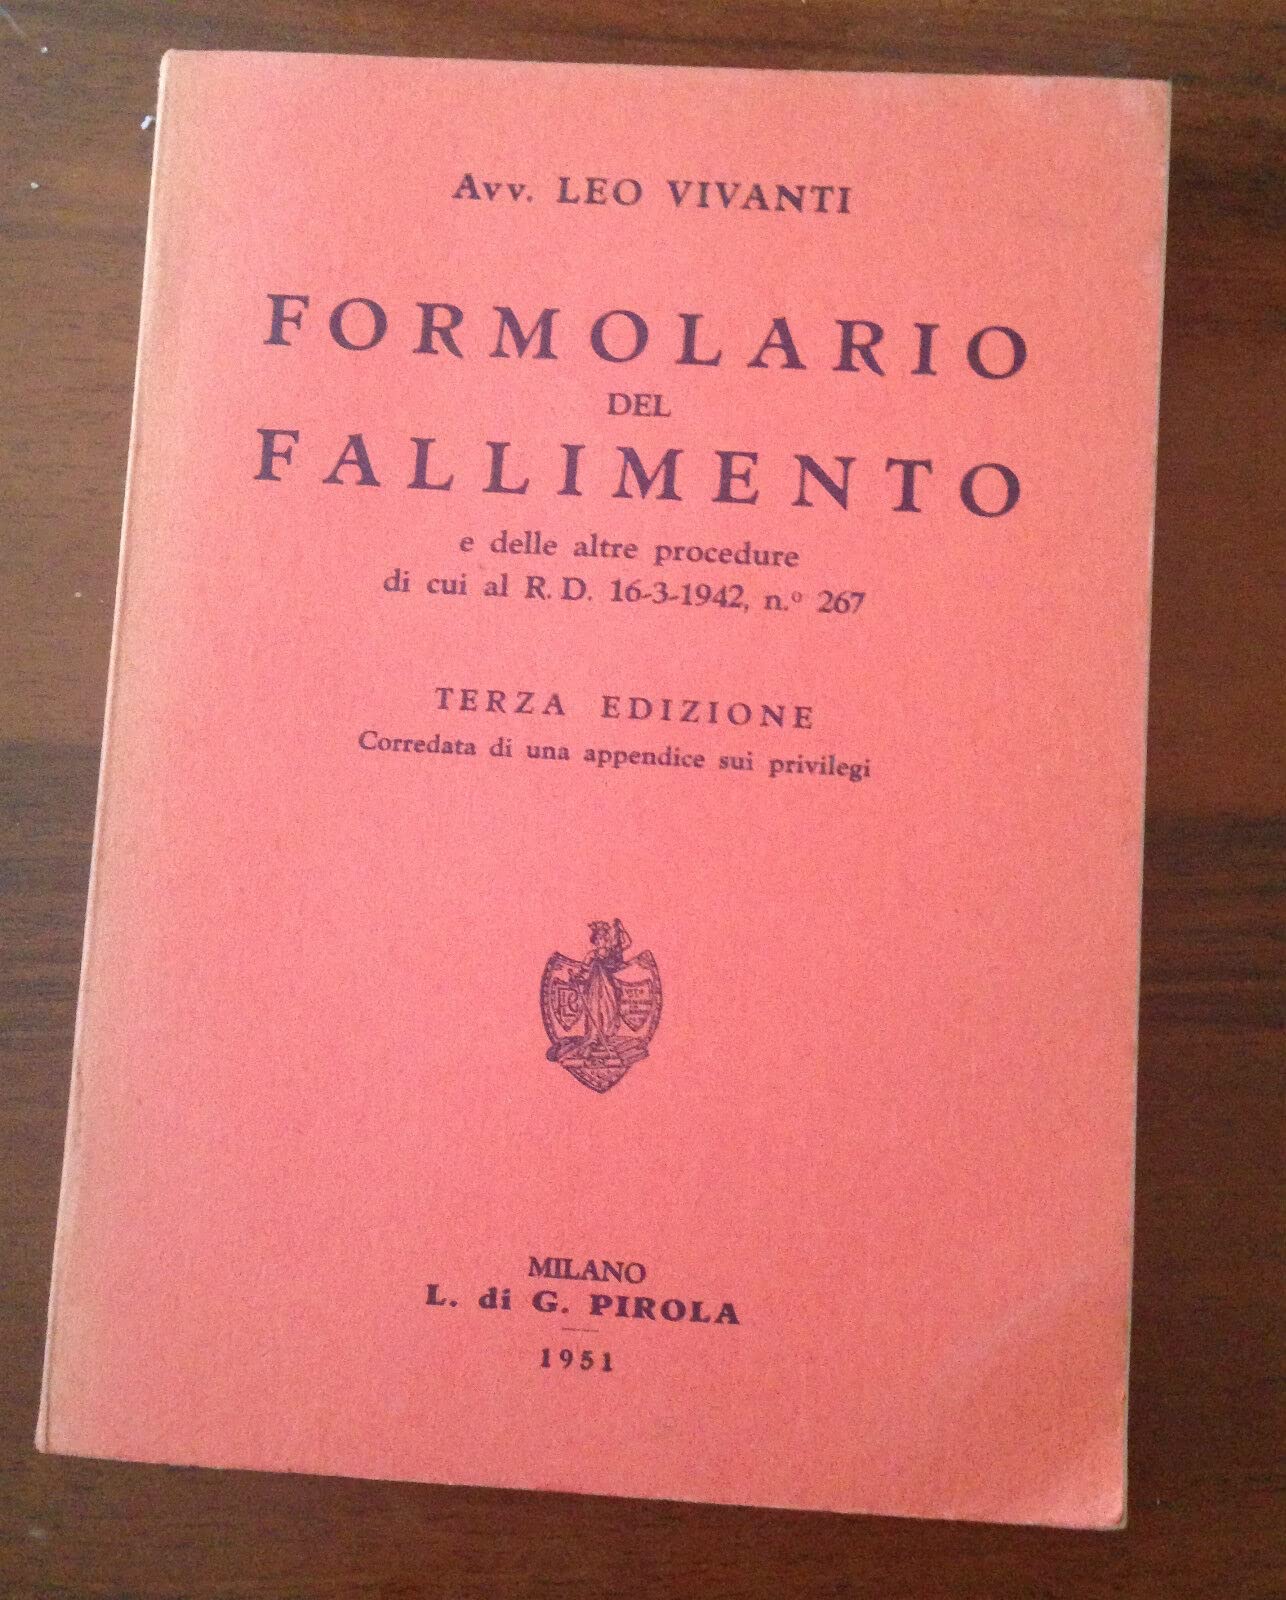 Avv. LEO VIVANTI
FORMOLARIO
DEL
FALLIMENTO
e delle altre procedure
di cui al R. D. 16-3-1942, n.º 267
TERZA EDIZIONE
Corredata di una appendice sui privilegi
MILANO
L. di G. PIROLA
1951